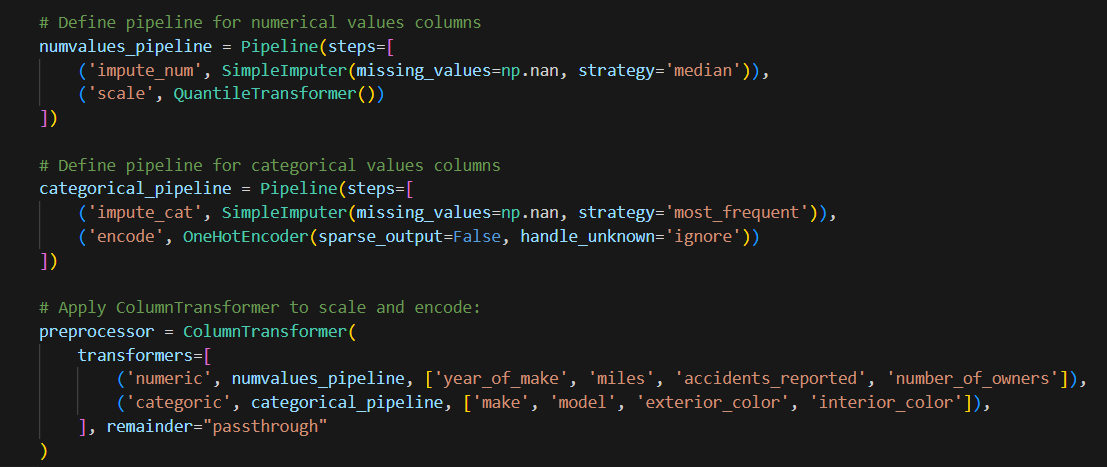 # Define pipeline for numerical values columns
numvalues_pipeline = Pipeline(steps=[
    ('impute_num', SimpleImputer(missing_values=np.nan, strategy='median')),
    ('scale', QuantileTransformer())
])
# Define pipeline for categorical values columns
categorical_pipeline = Pipeline(steps=[
    ('impute_cat', SimpleImputer(missing_values=np.nan, strategy='most_frequent')),
    ('encode', OneHotEncoder(sparse_output=False, handle_unknown='ignore'))
])
# Apply ColumnTransformer to scale and encode:
preprocessor = ColumnTransformer(
    transformers=[
        ('numeric', numvalues_pipeline, ['year_of_make', 'miles', 'accidents_reported', 'number_of_owners']),
        ('categoric', categorical_pipeline, ['make', 'model', 'exterior_color', 'interior_color']),
    ], remainder="passthrough"
)